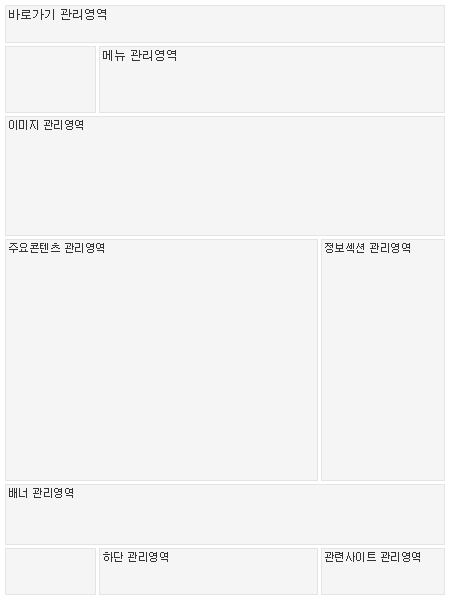 바로가기 관리영역
메뉴 관리영역
이미지 관리영역
주요콘텐츠 관리영역
정보섹션 관리영역
배너 관리영역
하단 관리영역
관련사이트 관리영역